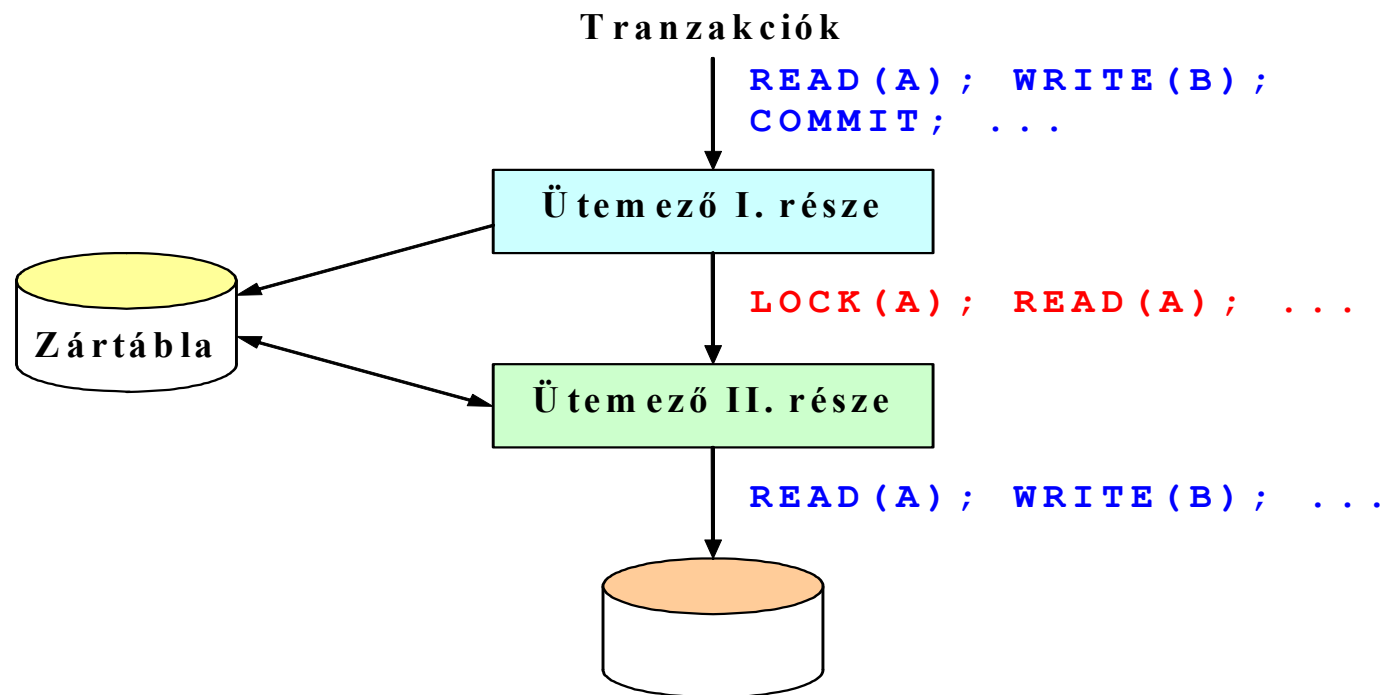 Tranzakciók
READ(A); WRITE(B);
COMMIT; ...
Ütemező I. része
LOCK(A); READ(A); ...
Zártábla
Ütemező II. része
READ(A); WRITE(B); ...